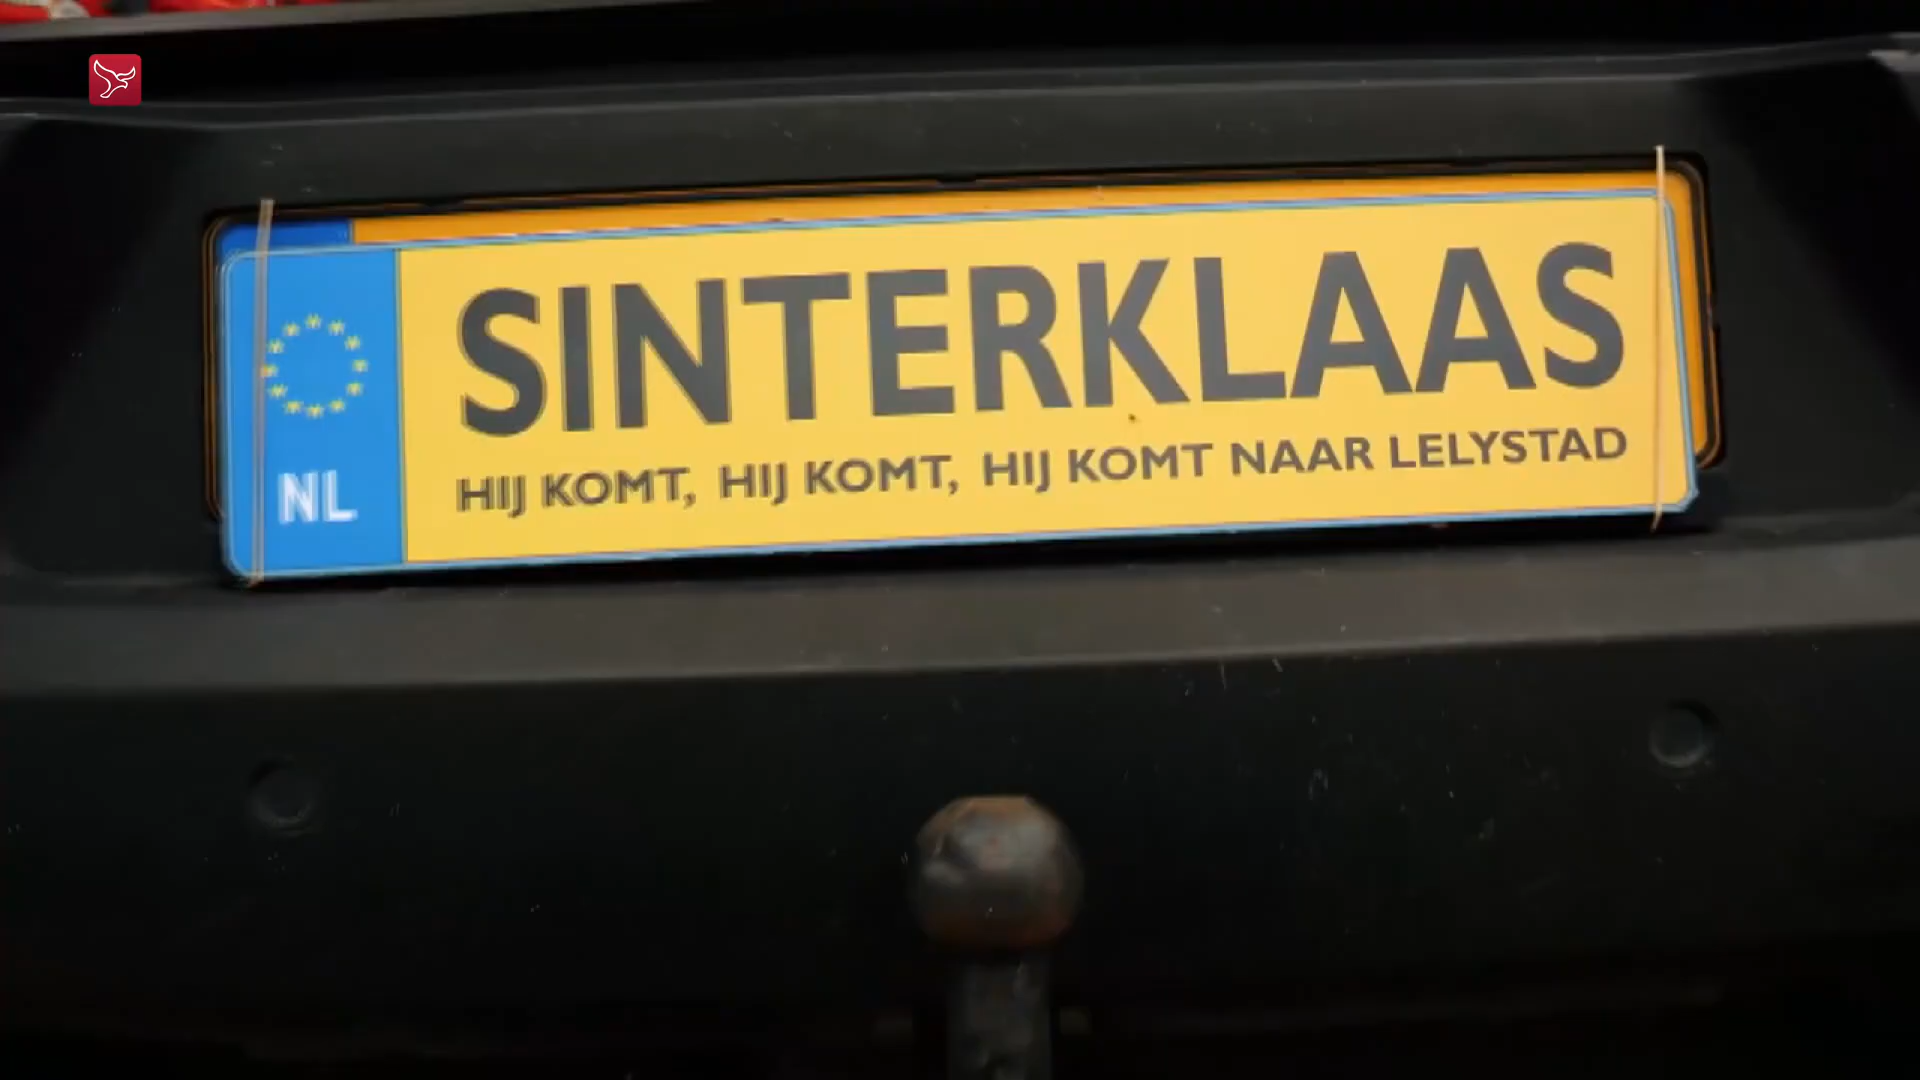 SINTERKLAAS
NL
HIJ KOMT, HIJ KOMT, HIJ KOMT NAAR LELYSTAD